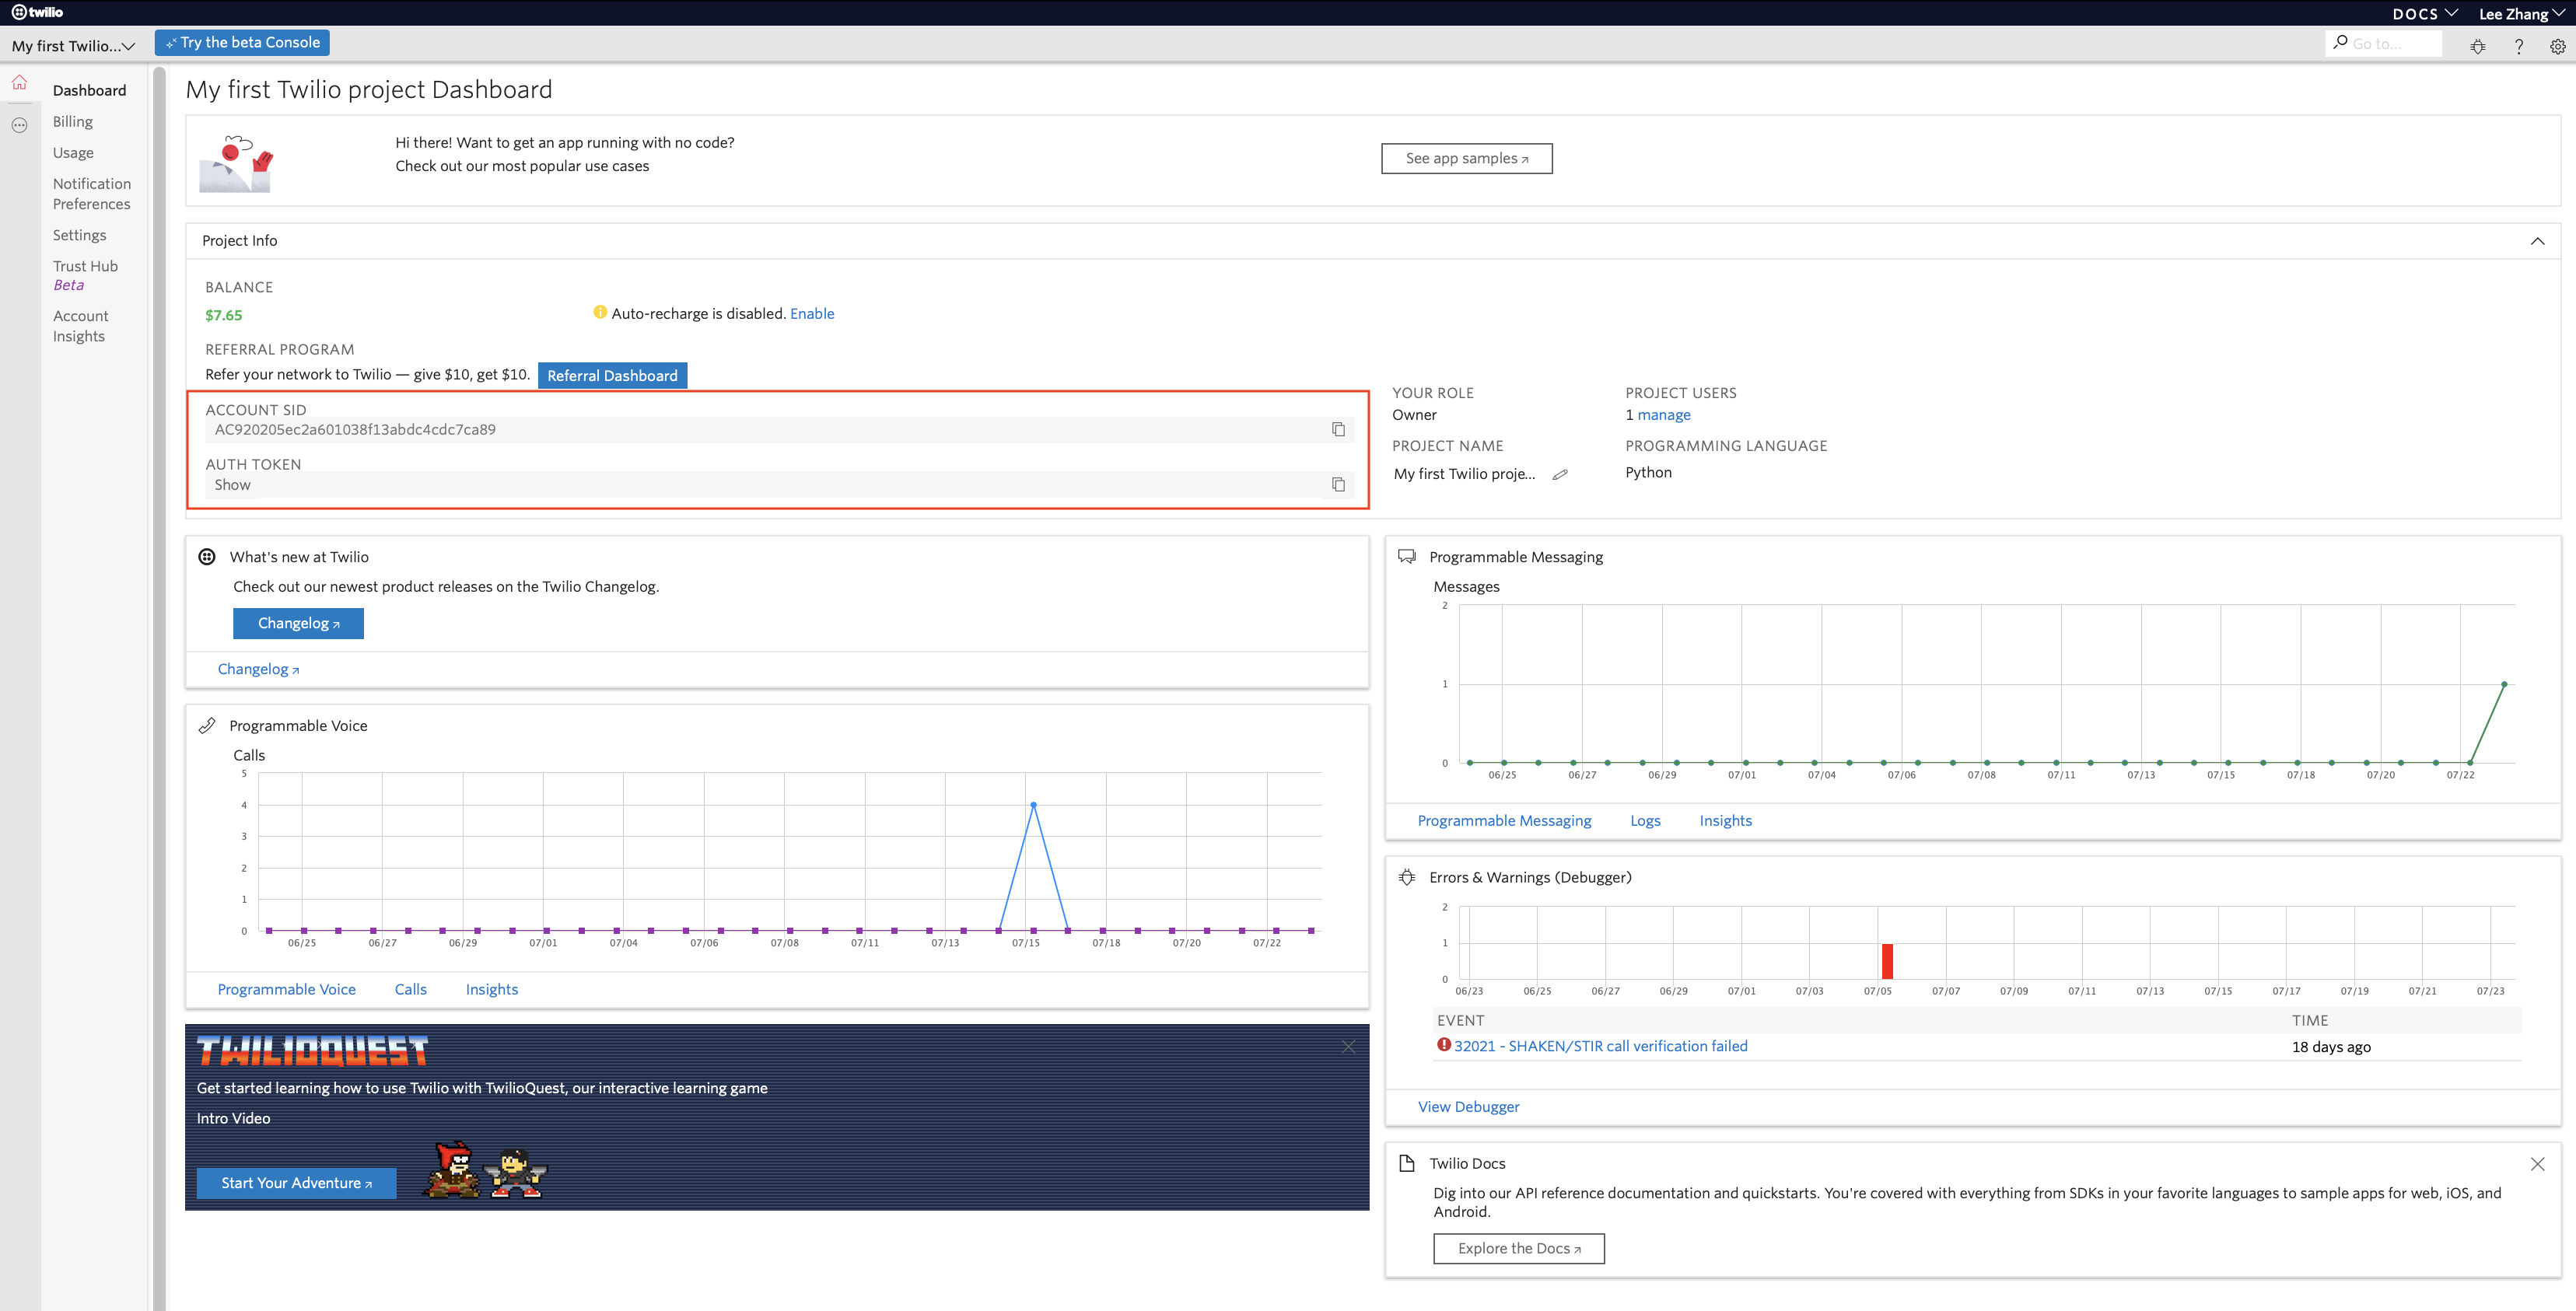 twilio
DOCS
Lee Zhang
My first Twilio...
Try the beta Console
Go to...
?
Dashboard
Billing
Usage
Notification
Preferences
Settings
Trust Hub
Beta
Account
Insights
My first Twilio project Dashboard
Hi there! Want to get an app running with no code?
Check out our most popular use cases
See app samples
Project Info
BALANCE
$7.65
Auto-recharge is disabled. Enable
REFERRAL PROGRAM
Refer your network to Twilio — give $10, get $10. Referral Dashboard
ACCOUNT SID
AC920205ec2a601038f13abdc4cdc7ca89
AUTH TOKEN
Show
YOUR ROLE
Owner
PROJECT USERS
1 manage
PROJECT NAME
My first Twilio proje...
PROGRAMMING LANGUAGE
Python
What's new at Twilio
Check out our newest product releases on the Twilio Changelog.
Changelog
Changelog
Programmable Voice
Calls
5
4
3
2
1
0
06/25 06/27 06/29 07/01 07/04 07/06 07/08 07/11 07/13 07/15 07/18 07/20 07/22
Programmable Voice Calls Insights
TWILIOQUEST
Get started learning how to use Twilio with TwilioQuest, our interactive learning game
Intro Video
Start Your Adventure
Programmable Messaging
Messages
2
1
0
06/25 06/27 06/29 07/01 07/04 07/06 07/08 07/11 07/13 07/15 07/18 07/20 07/22
Programmable Messaging Logs Insights
Errors & Warnings (Debugger)
2
1
0
06/23 06/25 06/27 06/29 07/01 07/03 07/05 07/07 07/09 07/11 07/13 07/15 07/17 07/19 07/21 07/23
EVENT TIME
32021 - SHAKEN/STIR call verification failed 18 days ago
View Debugger
Twilio Docs
Dig into our API reference documentation and quickstarts. You're covered with everything from SDKs in your favorite languages to sample apps for web, iOS, and
Android.
Explore the Docs